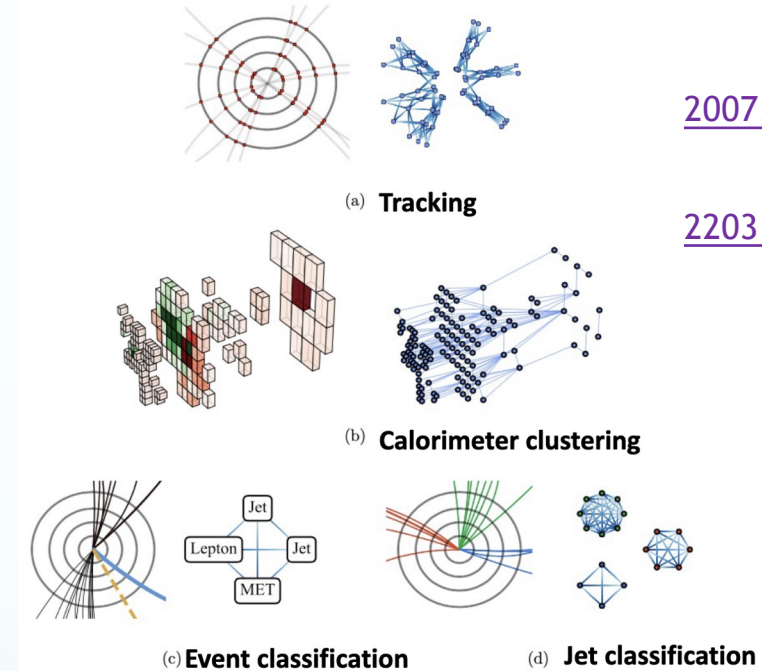 2007
(a) Tracking
2203
(b) Calorimeter clustering
Jet
Lepton
Jet
MET
(c) Event classification
(d) Jet classification